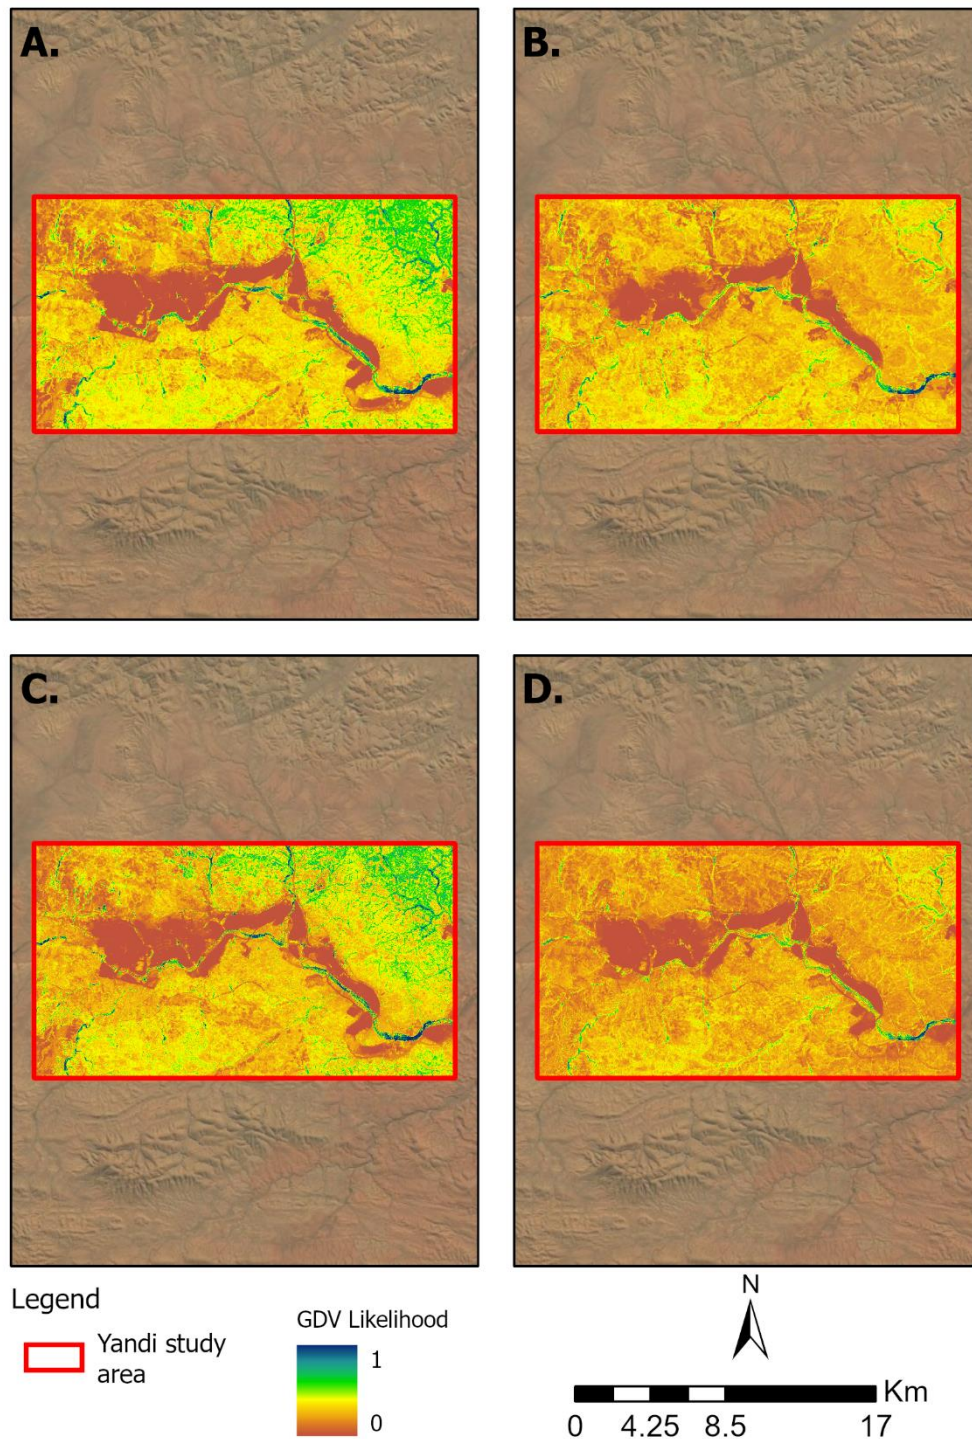 A.
B.
C.
D.
Legend
Yandi study
area
GDV Likelihood
1
0
N
Km
0 4.25 8.5 17